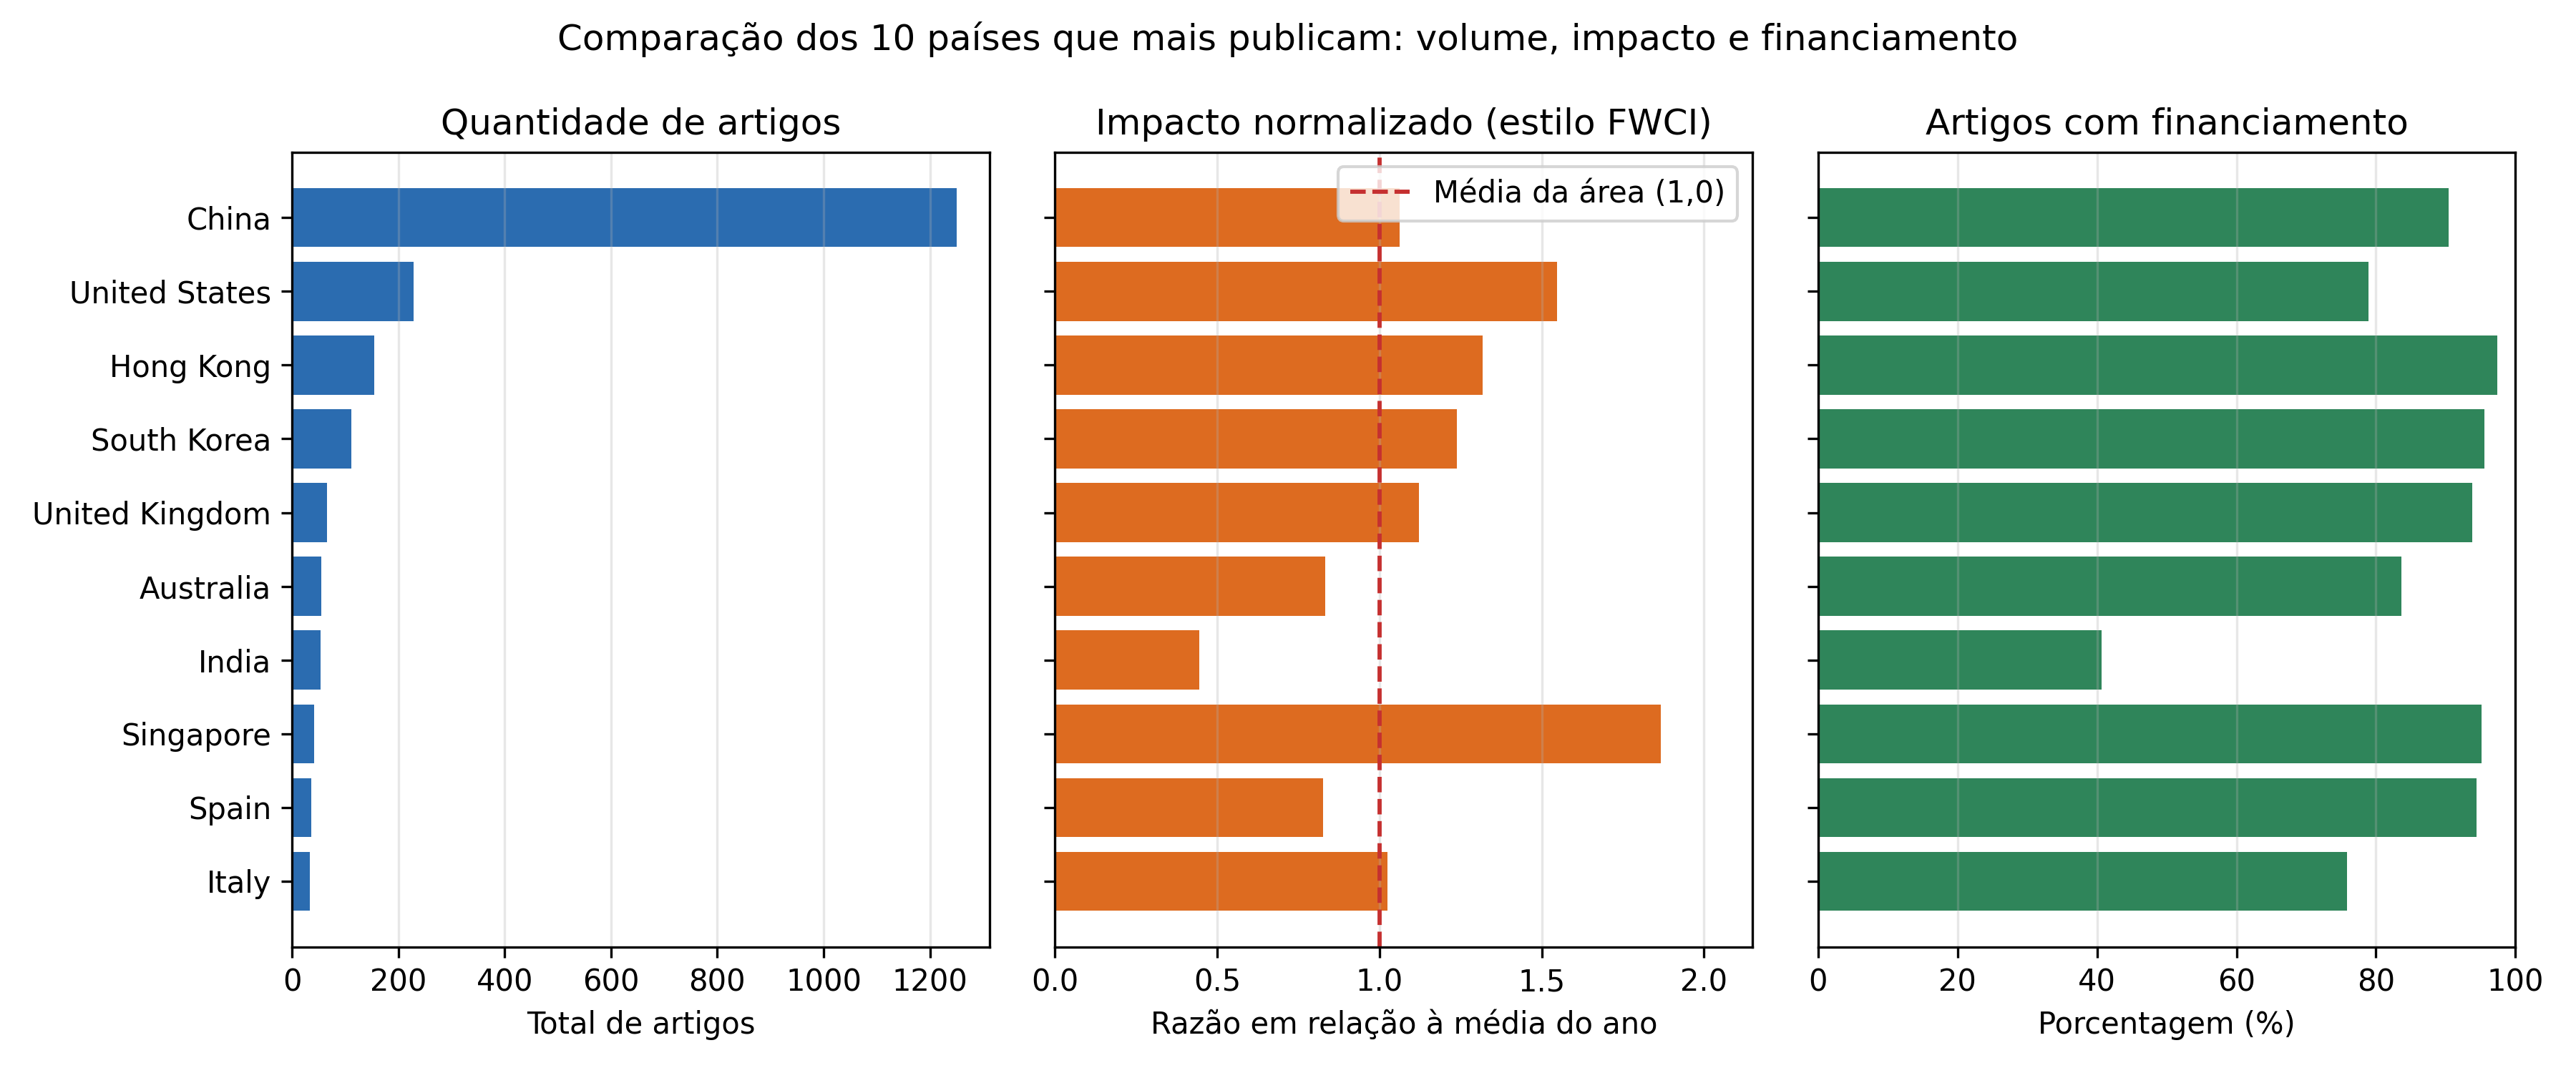 Comparação dos 10 países que mais publicam: volume, impacto e financiamento
Quantidade de artigos
China
United States
Hong Kong
South Korea
United Kingdom
Australia
India
Singapore
Spain
Italy
0 200 400 600 800 1000 1200
Total de artigos
Impacto normalizado (estilo FWCI)
Média da área (1,0)
0.0 0.5 1.0 1.5 2.0
Razão em relação à média do ano
Artigos com financiamento
0 20 40 60 80 100
Porcentagem (%)